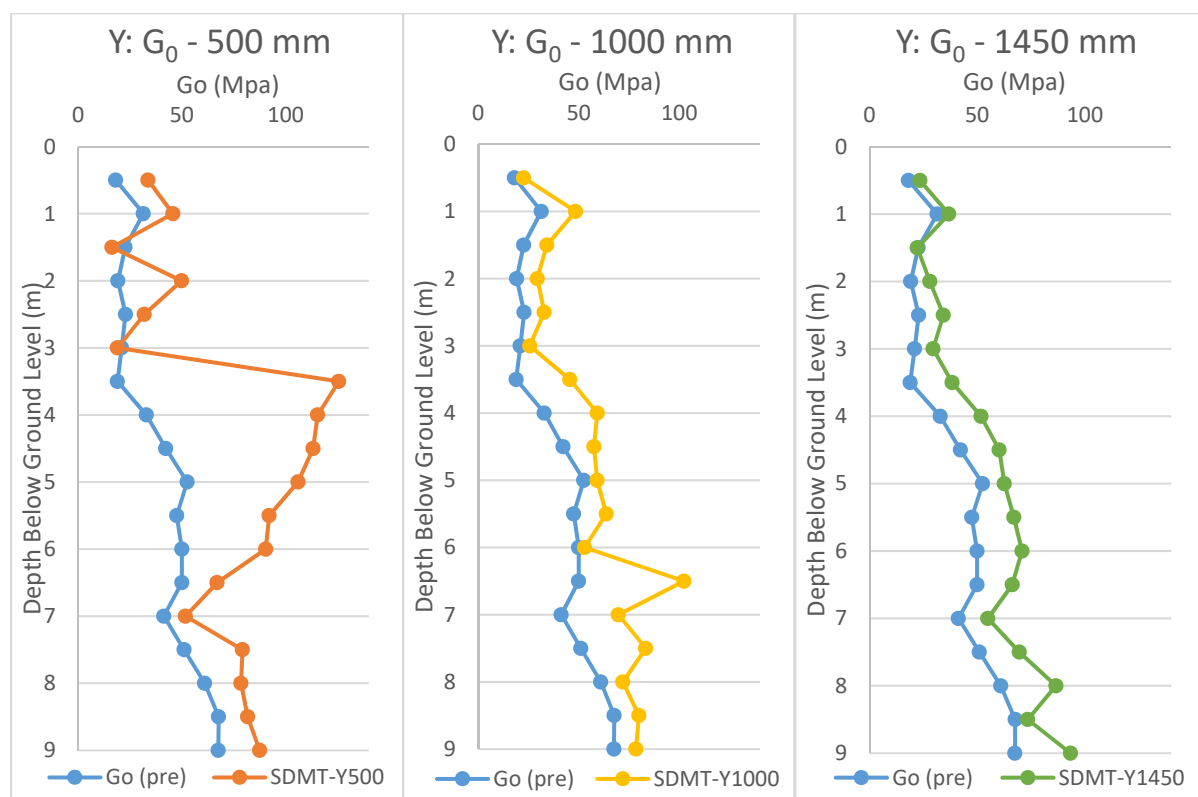 Y: G0 - 500 mm
Go (Mpa)
0 50 100
0
1
2
3
4
5
6
7
8
9
Depth Below Ground Level (m)
Go (pre) SDMT-Y500
Y: G0 - 1000 mm
Go (Mpa)
0 50 100
0
1
2
3
4
5
6
7
8
9
Depth Below Ground Level (m)
Go (pre) SDMT-Y1000
Y: G0 - 1450 mm
Go (Mpa)
0 50 100
0
1
2
3
4
5
6
7
8
9
Depth Below Ground Level (m)
Go (pre) SDMT-Y1450